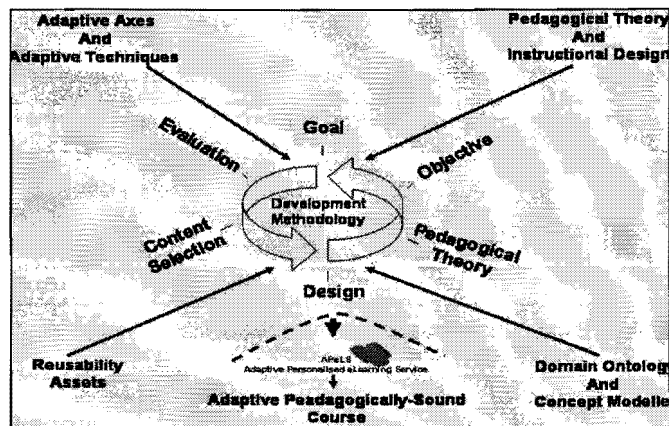 Adaptive Axes
And
Adaptive Techniques
Pedagogical Theory
And
Instructional Design
Goal
Evaluation
Objective
Development
Methodology
Content
Selection
Pedagogical
Theory
Design
Reusability
Assets
APeLS
Adaptive Personalised eLearning Service
Adaptive Peadagogically-Sound
Course
Domain Ontology
And
Concept Modelle